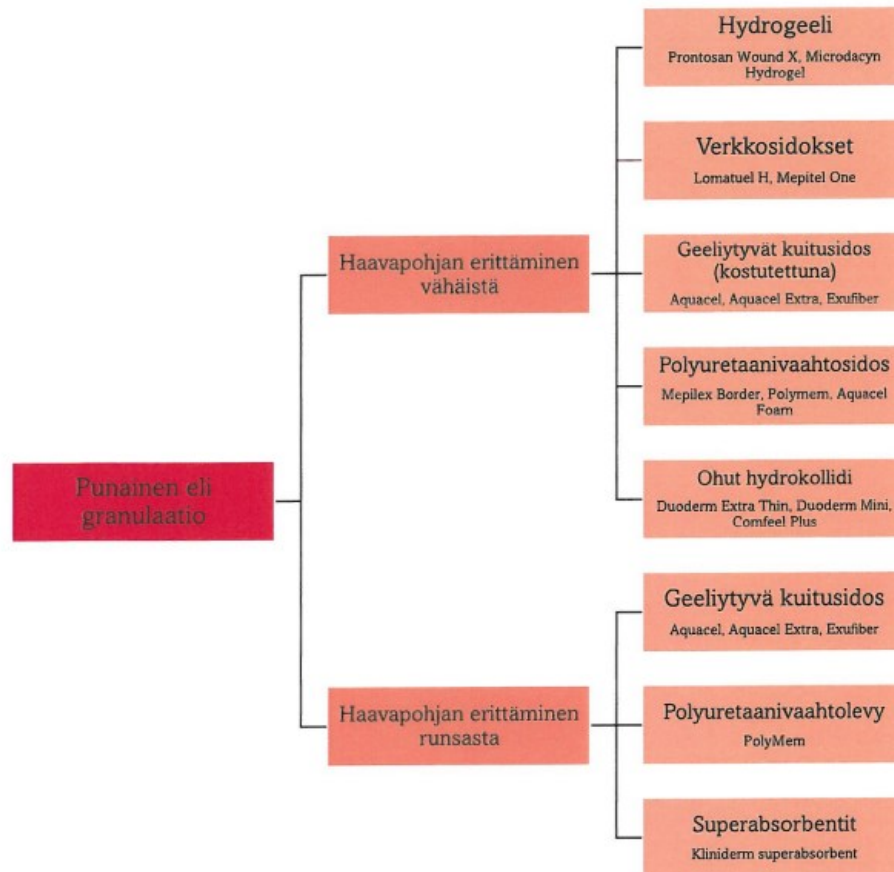 Punainen eli
granulaatio
Haavapohjan erittäminen
vähäistä
Hydrogeeli
Prontosan Wound X, Microdacyn
Hydrogel
Verkkosidokset
Lomatuel H, Mepitel One
Geeliytyvät kuitusidos
(kostutettuna)
Aquacel, Aquacel Extra, Exufiber
Polyuretaanivaahtosidos
Mepilex Border, Polymem, Aquacel
Foam
Ohut hydrokollidi
Duoderm Extra Thin, Duoderm Mini,
Comfeel Plus
Haavapohjan erittäminen
runsasta
Geeliytyvä kuitusidos
Aquacel, Aquacel Extra, Exufiber
Polyuretaanivaahtolevy
PolyMem
Superabsorbentit
Kliniderm superabsorbent